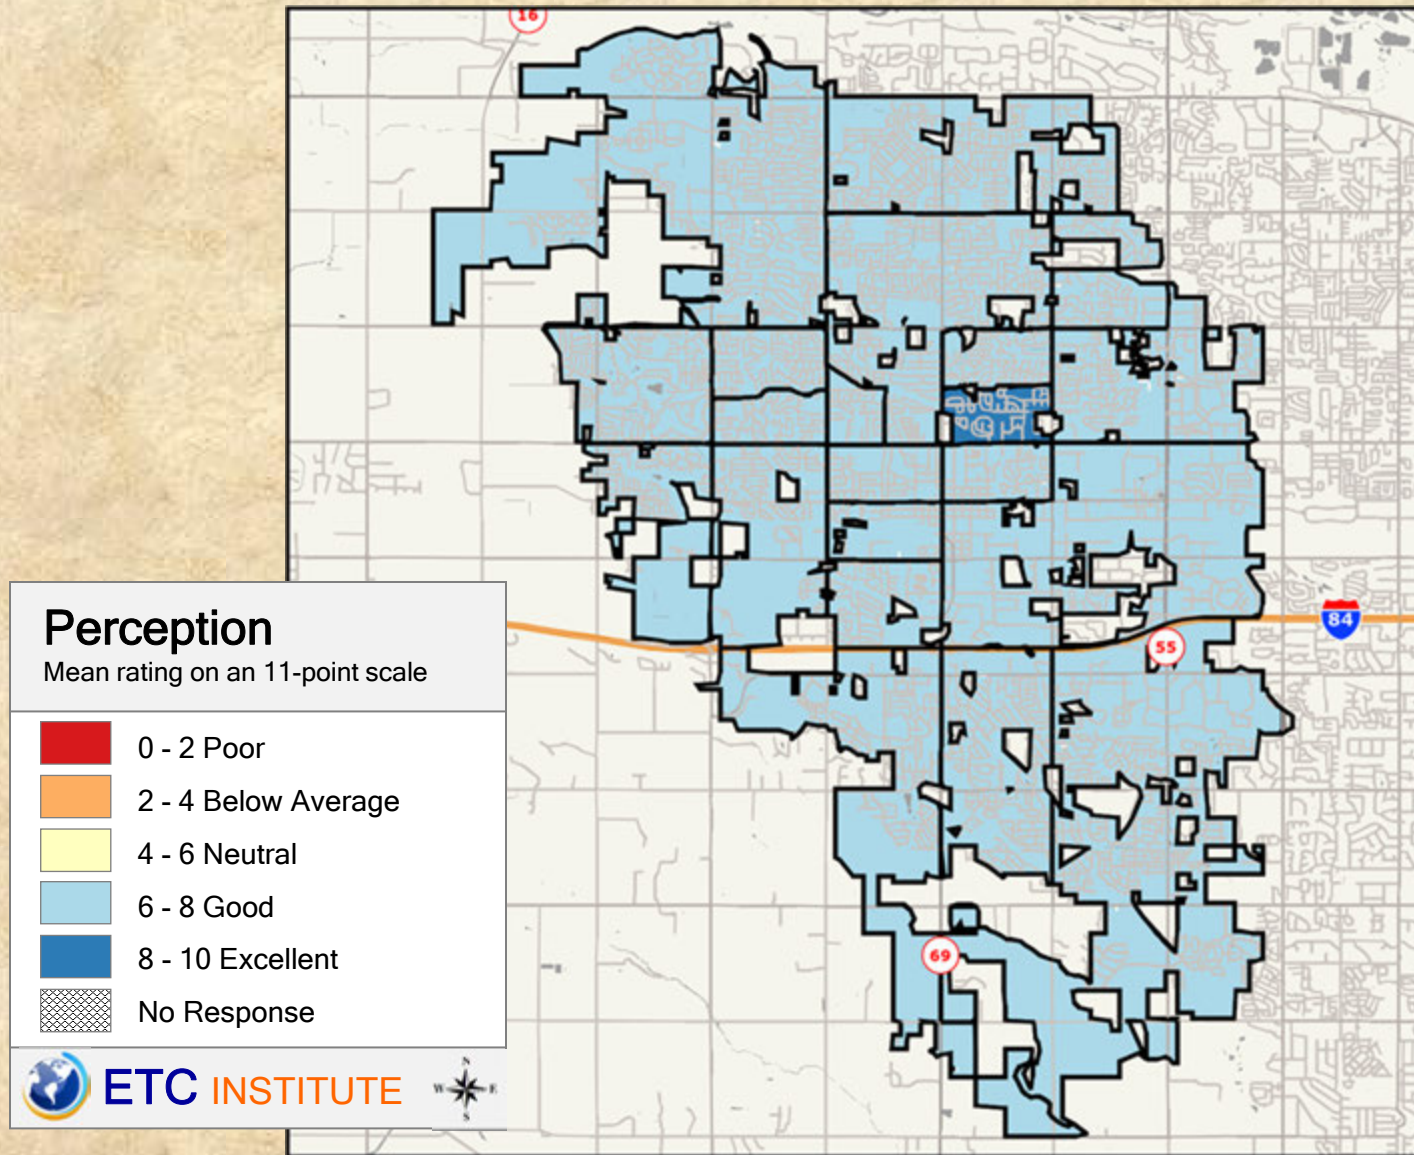 16
84
55
69
Perception
Mean rating on an 11-point scale
0 - 2 Poor
2 - 4 Below Average
4 - 6 Neutral
6 - 8 Good
8 - 10 Excellent
No Response
ETC INSTITUTE
N
W E
S